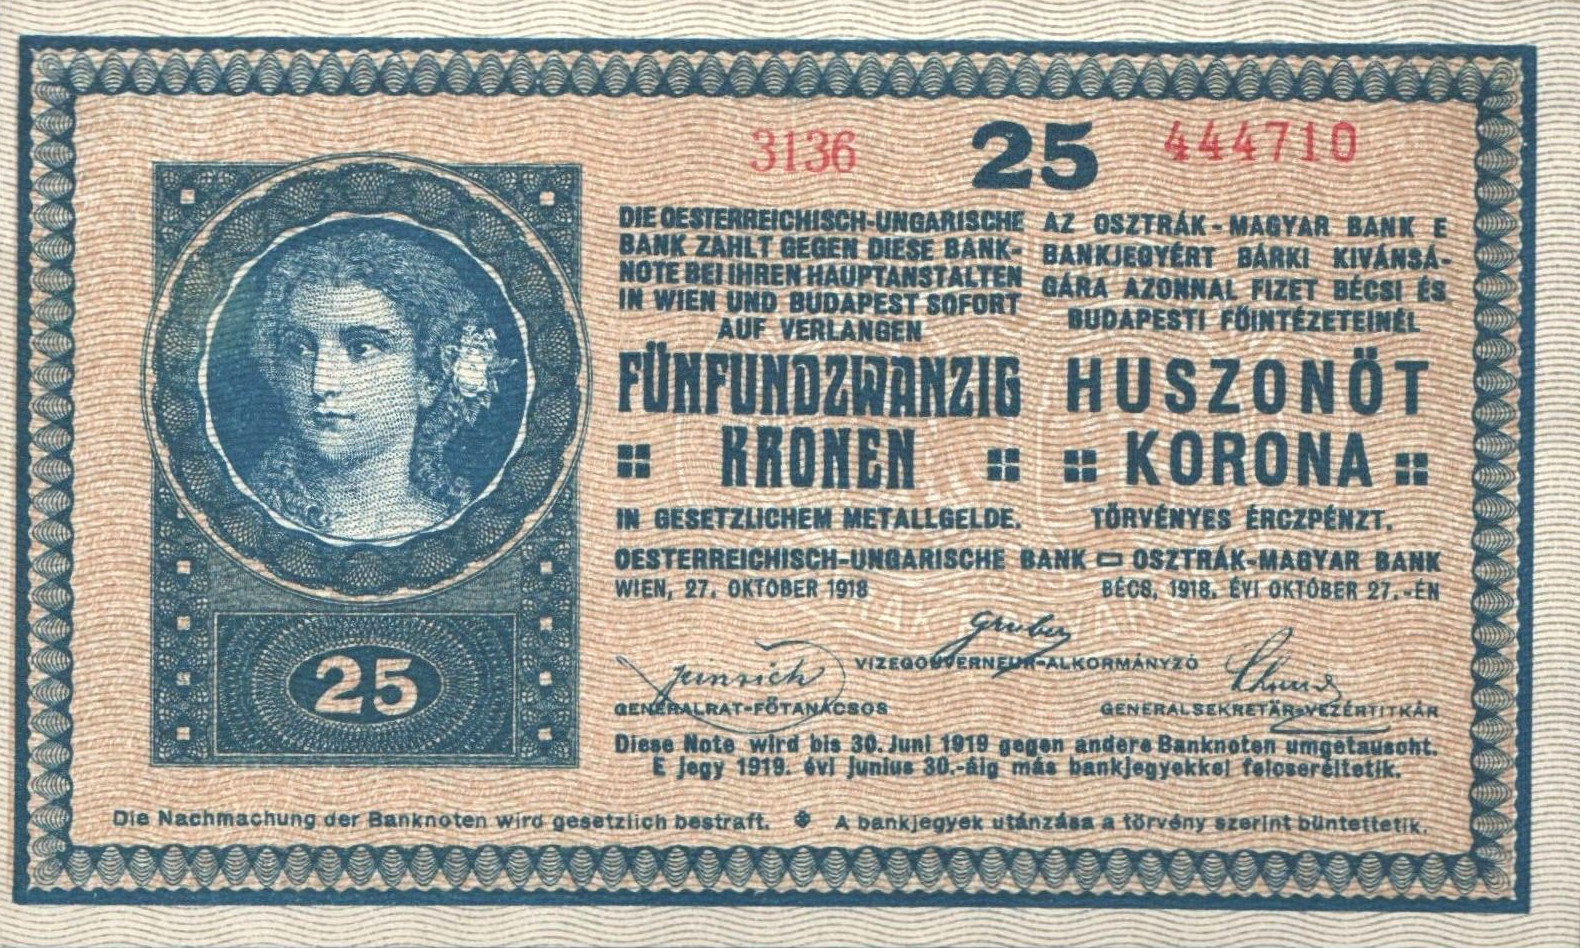 3136 25 444710
DIE OESTERREICHISCH-UNGARISCHE
BANK ZAHLT GEGEN DIESE BANK-
NOTE BEI IHREN HAUPTANSTALTEN
IN WIEN UND BUDAPEST SOFORT
AUF VERLANGEN
FÜNFUNDZWANZIG
KRONEN
IN GESETZLICHEM METALLGELDE.
AZ OSZTRÁK-MAGYAR BANK E
BANKJEGYÉRT BÁRKI KIVÁNSÁ-
GÁRA AZONNAL FIZET BÉCSI ÉS
BUDAPESTI FŐINTÉZETEINÉL
HUSZONÖT
KORONA
TÖRVÉNYES ÉRCZPÉNZT.
OESTERREICHISCH-UNGARISCHE BANK OSZTRÁK-MAGYAR BANK
WIEN, 27. OKTOBER 1918 BÉCS, 1918. ÉVI OKTÓBER 27.-ÉN
Gruber
VIZEGOUVERNEUR-ALKORMÁNYZÓ
GENERALRAT-FŐTANÁCSOS
GENERALSEKRETÄR-VEZÉRTITKÁR
25
Diese Note wird bis 30. Juni 1919 gegen andere Banknoten umgetauscht.
E jegy 1919. évi junius 30.-áig más bankjegyekkel felcseréltetik.
Die Nachmachung der Banknoten wird gesetzlich bestraft. A bankjegyek utánzása a törvény szerint büntettetik.